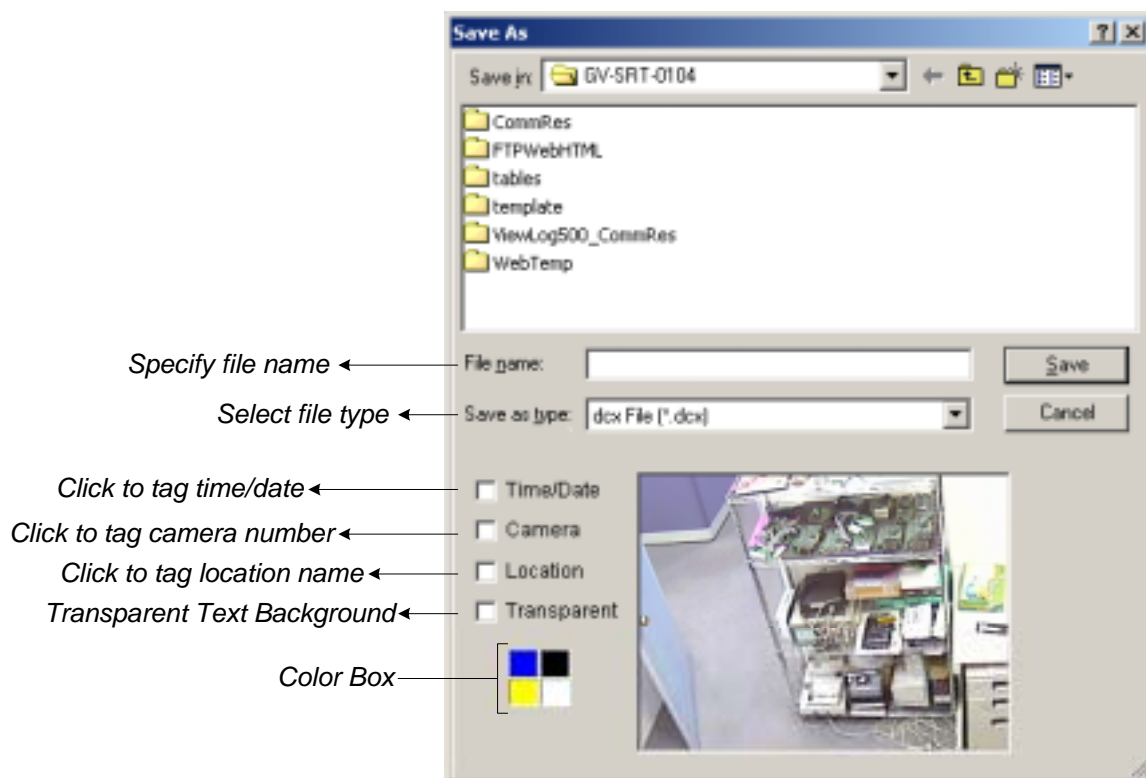 Save As
Save in: GV-SRT-0104
CommRes
FTPWebHTML
tables
template
ViewLog500_CommRes
WebTemp
Specify file name
File name:
Save
Select file type
Save as type: dcx File (*.dcx)
Cancel
Click to tag time/date
Time/Date
Click to tag camera number
Camera
Click to tag location name
Location
Transparent Text Background
Transparent
Color Box